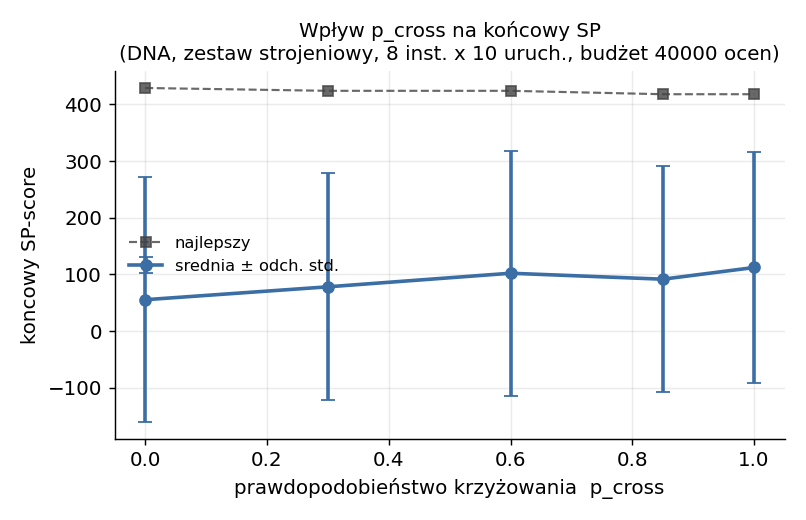 Wpływ p_cross na końcowy SP
(DNA, zestaw strojeniowy, 8 inst. x 10 uruch., budżet 40000 ocen)
400
300
200
100
0
−100
koncowy SP-score
najlepszy
srednia ± odch. std.
0.0 0.2 0.4 0.6 0.8 1.0
prawdopodobieństwo krzyżowania p_cross